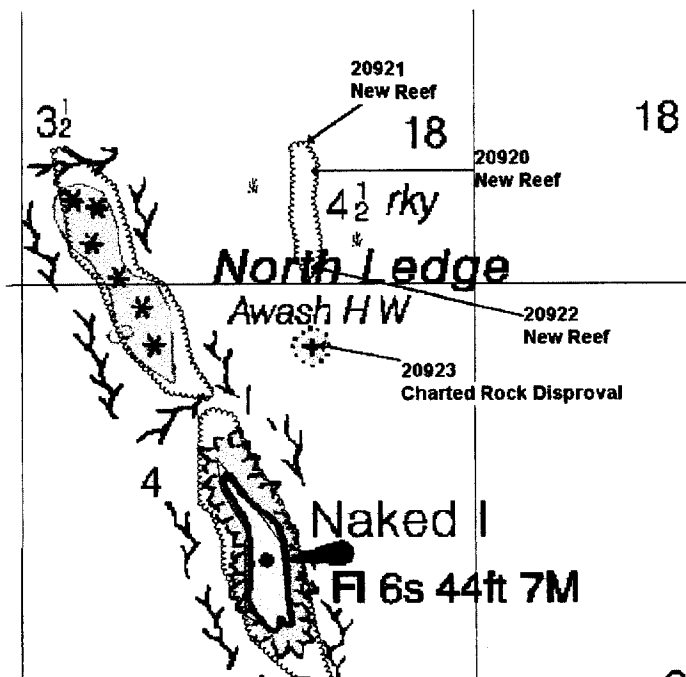 20921
New Reef
3½
18
18
20920
New Reef
4½ rky
North Ledge
Awash H W
20922
New Reef
20923
Charted Rock Disproval
1
4
Naked I
Fl 6s 44ft 7M